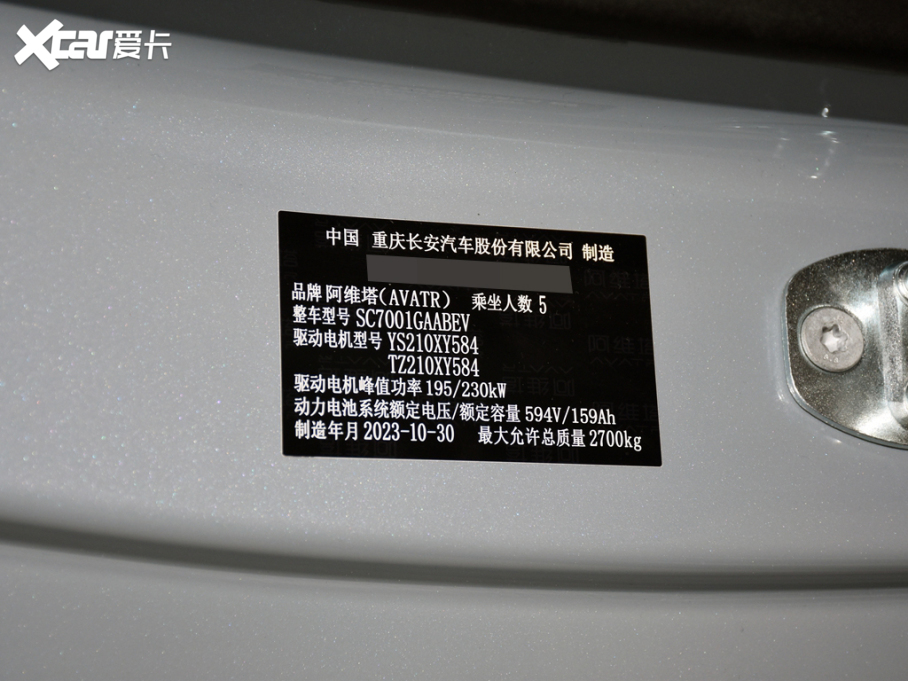 Xcar爱卡
中国 重庆长安汽车股份有限公司 制造
品牌 阿维塔(AVATR) 乘坐人数 5
整车型号 SC7001GAABEV
驱动电机型号 YS210XY584
TZ210XY584
驱动电机峰值功率 195/230kW
动力电池系统额定电压/额定容量 594V/159Ah
制造年月 2023-10-30 最大允许总质量 2700kg